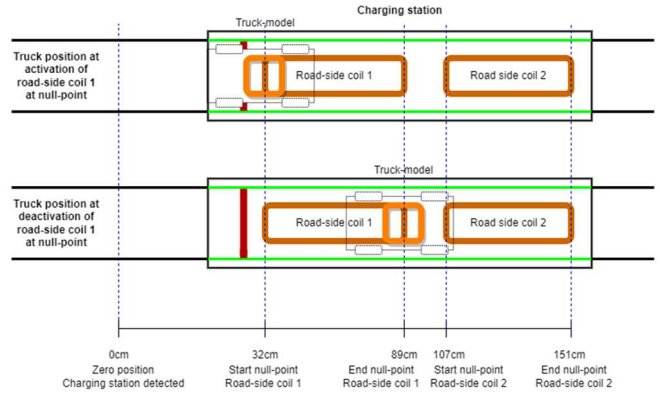 Charging station
Truck-model
Truck position at
activation of
road-side coil 1
at null-point
Road-side coil 1
Road side coil 2
Truck-model
Truck position at
deactivation of
road-side coil 1
at null-point
Road-side coil 1
Road side coil 2
0cm
Zero position
Charging station detected
32cm
Start null-point
Road-side coil 1
89cm
End null-point
Road-side coil 1
107cm
Start null-point
Road-side coil 2
151cm
End null-point
Road-side coil 2